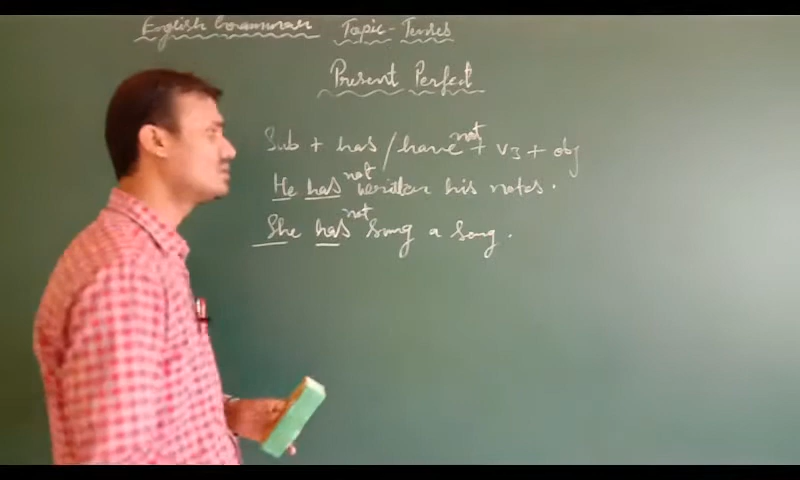 English Grammar Topic - Tenses
Present Perfect
Sub + has / have not + V3 + obj
He has not written his notes.
She has not sung a song.